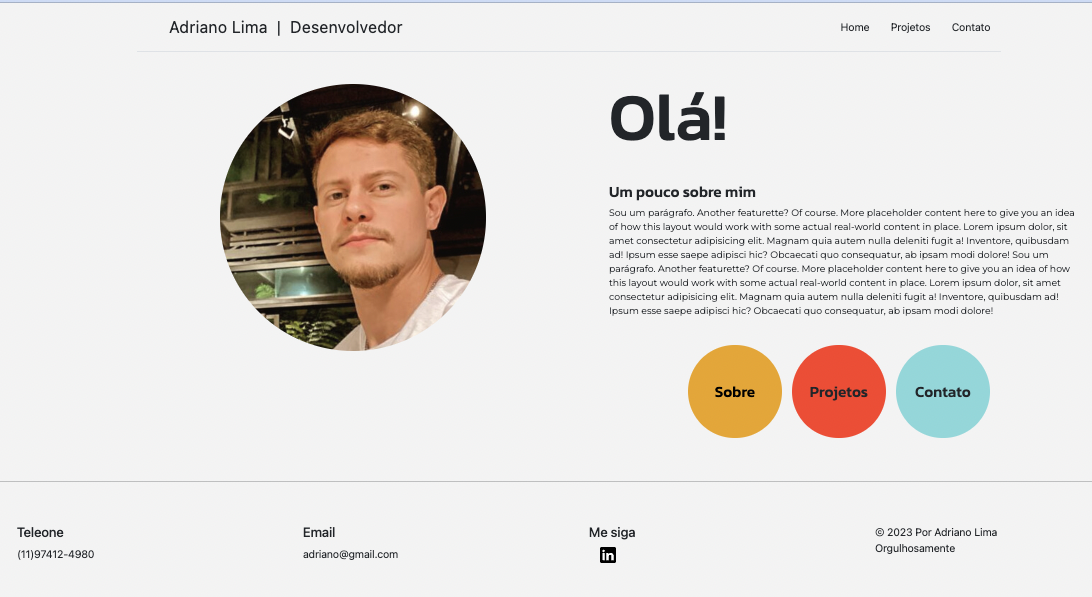 Adriano Lima | Desenvolvedor
Home Projetos Contato
Olá!
Um pouco sobre mim
Sou um parágrafo. Another featurette? Of course. More placeholder content here to give you an idea
of how this layout would work with some actual real-world content in place. Lorem ipsum dolor, sit
amet consectetur adipisicing elit. Magnam quia autem nulla deleniti fugit a! Inventore, quibusdam
ad! Ipsum esse saepe adipisci hic? Obcaecati quo consequatur, ab ipsam modi dolore! Sou um
parágrafo. Another featurette? Of course. More placeholder content here to give you an idea of how
this layout would work with some actual real-world content in place. Lorem ipsum dolor, sit amet
consectetur adipisicing elit. Magnam quia autem nulla deleniti fugit a! Inventore, quibusdam ad!
Ipsum esse saepe adipisci hic? Obcaecati quo consequatur, ab ipsam modi dolore!
Sobre
Projetos
Contato
Teleone
(11)97412-4980
Email
adriano@gmail.com
Me siga
in
© 2023 Por Adriano Lima
Orgulhosamente